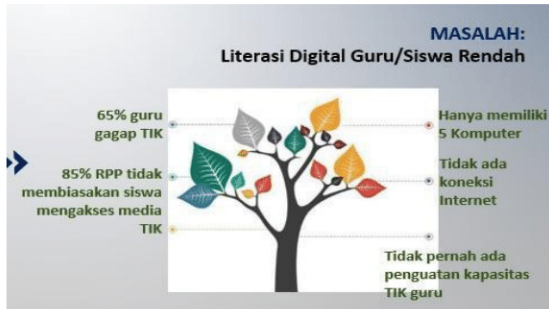 MASALAH:
Literasi Digital Guru/Siswa Rendah
65% guru
gagap TIK
85% RPP tidak
membiasakan siswa
mengakses media
TIK
Hanya memiliki
5 Komputer
Tidak ada
koneksi
Internet
Tidak pernah ada
penguatan kapasitas
TIK guru